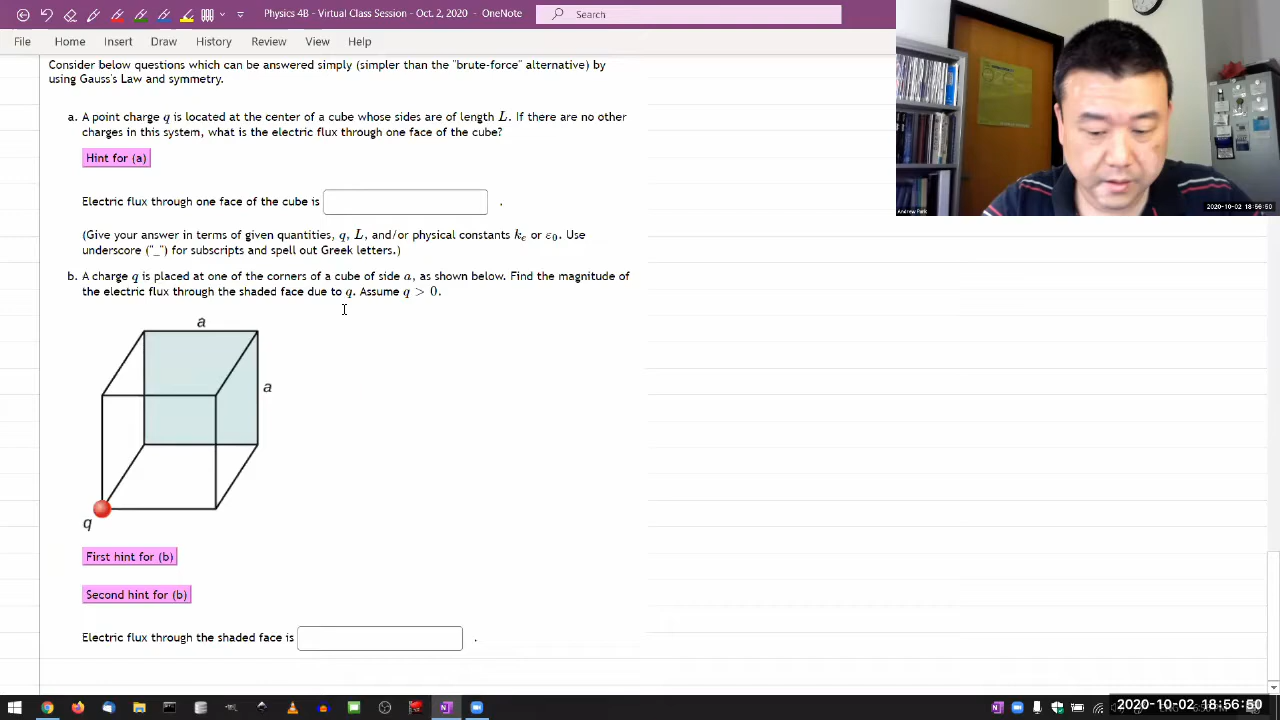 Physics 4B - Virtual Class Session - Oct. 2, 2020 - OneNote
Search
File Home Insert Draw History Review View Help
Consider below questions which can be answered simply (simpler than the "brute-force" alternative) by
using Gauss's Law and symmetry.
a. A point charge q is located at the center of a cube whose sides are of length L. If there are no other
charges in this system, what is the electric flux through one face of the cube?
Hint for (a)
Electric flux through one face of the cube is .
(Give your answer in terms of given quantities, q, L, and/or physical constants k_e or ε_0. Use
underscore ("_") for subscripts and spell out Greek letters.)
b. A charge q is placed at one of the corners of a cube of side a, as shown below. Find the magnitude of
the electric flux through the shaded face due to q. Assume q > 0.
a
a
q
First hint for (b)
Second hint for (b)
Electric flux through the shaded face is .
Andrew Park
2020-10-02 18:56:50
2020-10-02 18:56:50